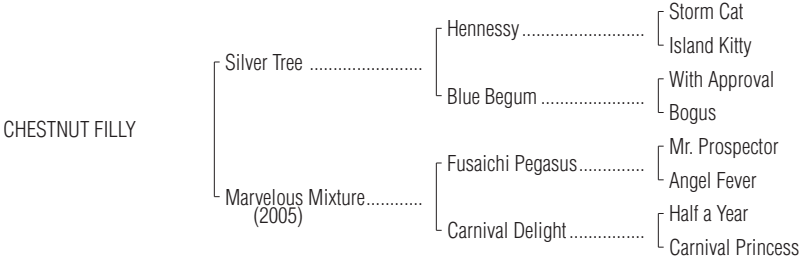 Storm Cat
Hennessy ..........................
Island Kitty
Silver Tree ........................
With Approval
Blue Begum ......................
Bogus
CHESTNUT FILLY
Mr. Prospector
Fusaichi Pegasus..............
Angel Fever
Marvelous Mixture............
(2005)
Half a Year
Carnival Delight................
Carnival Princess